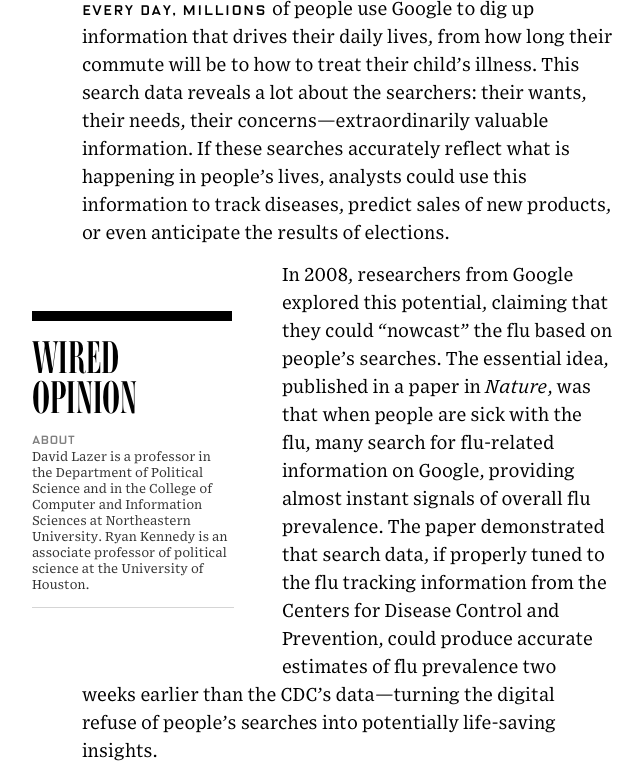 EVERY DAY, MILLIONS of people use Google to dig up
information that drives their daily lives, from how long their
commute will be to how to treat their child’s illness. This
search data reveals a lot about the searchers: their wants,
their needs, their concerns—extraordinarily valuable
information. If these searches accurately reflect what is
happening in people’s lives, analysts could use this
information to track diseases, predict sales of new products,
or even anticipate the results of elections.
WIRED
OPINION
ABOUT
David Lazer is a professor in
the Department of Political
Science and in the College of
Computer and Information
Sciences at Northeastern
University. Ryan Kennedy is an
associate professor of political
science at the University of
Houston.
In 2008, researchers from Google
explored this potential, claiming that
they could “nowcast” the flu based on
people’s searches. The essential idea,
published in a paper in Nature, was
that when people are sick with the
flu, many search for flu-related
information on Google, providing
almost instant signals of overall flu
prevalence. The paper demonstrated
that search data, if properly tuned to
the flu tracking information from the
Centers for Disease Control and
Prevention, could produce accurate
estimates of flu prevalence two
weeks earlier than the CDC’s data—turning the digital
refuse of people’s searches into potentially life-saving
insights.